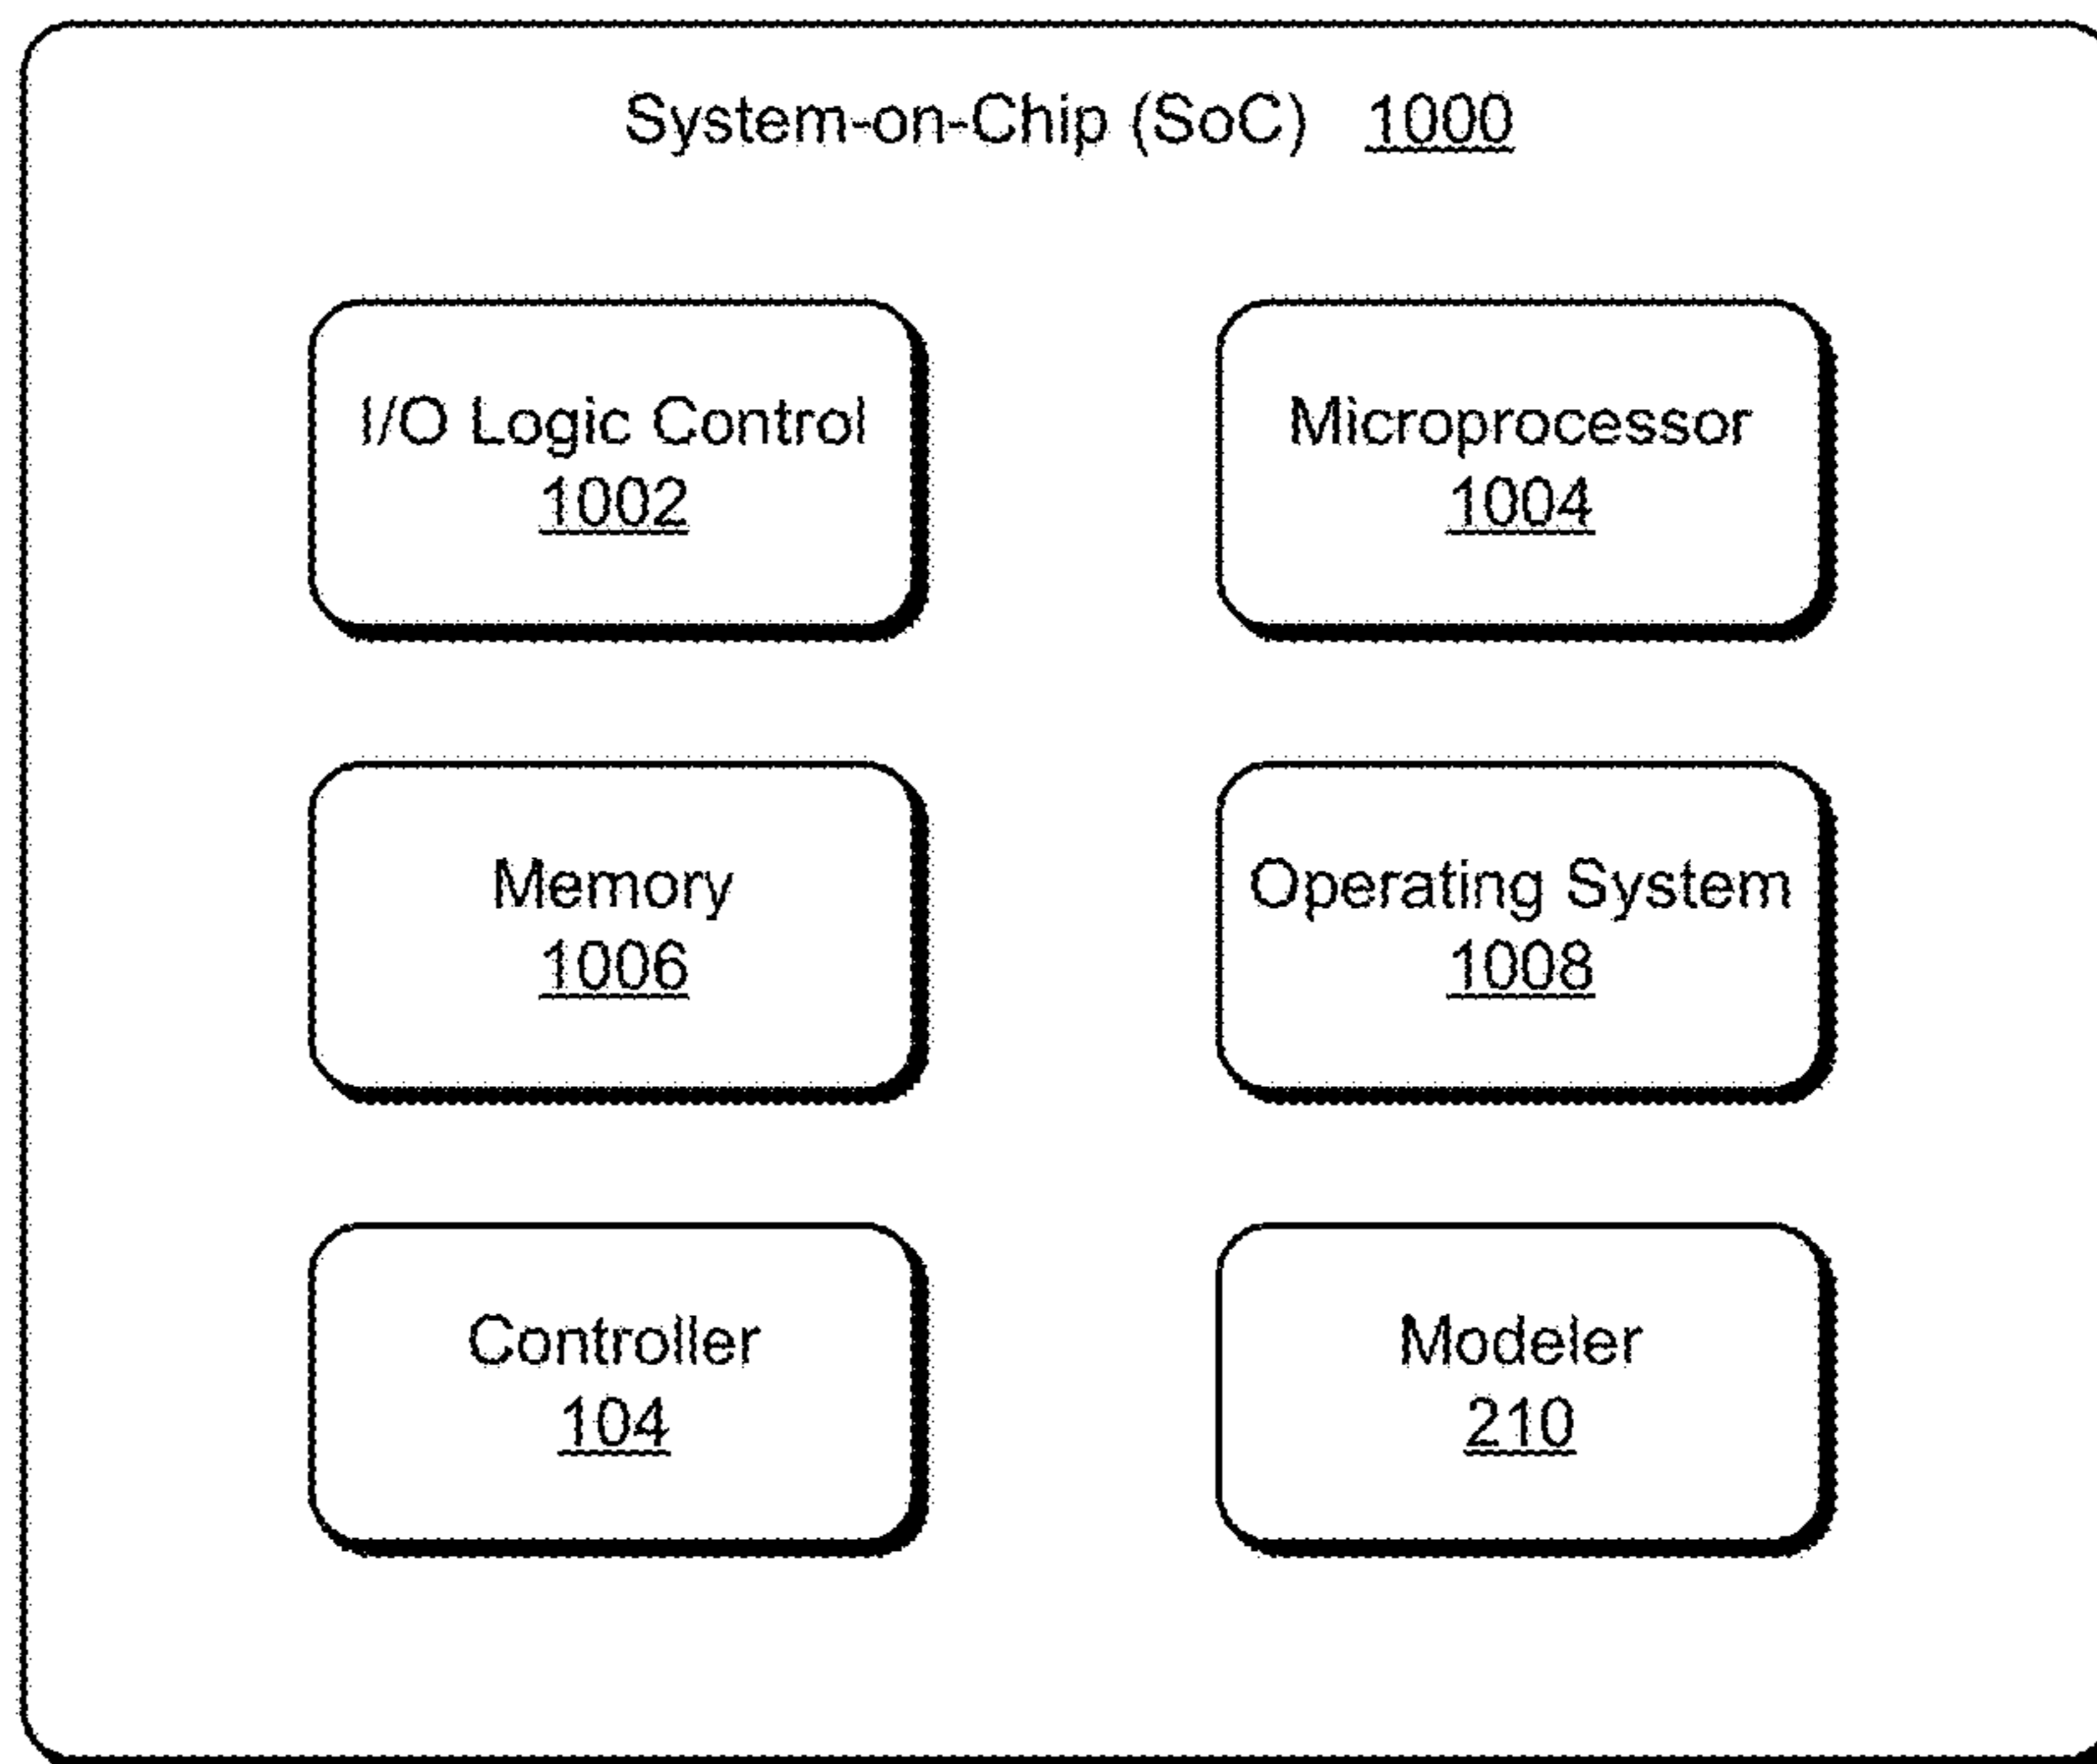 System-on-Chip (SoC) 1000
I/O Logic Control
1002
Microprocessor
1004
Memory
1006
Operating System
1008
Controller
104
Modeler
210